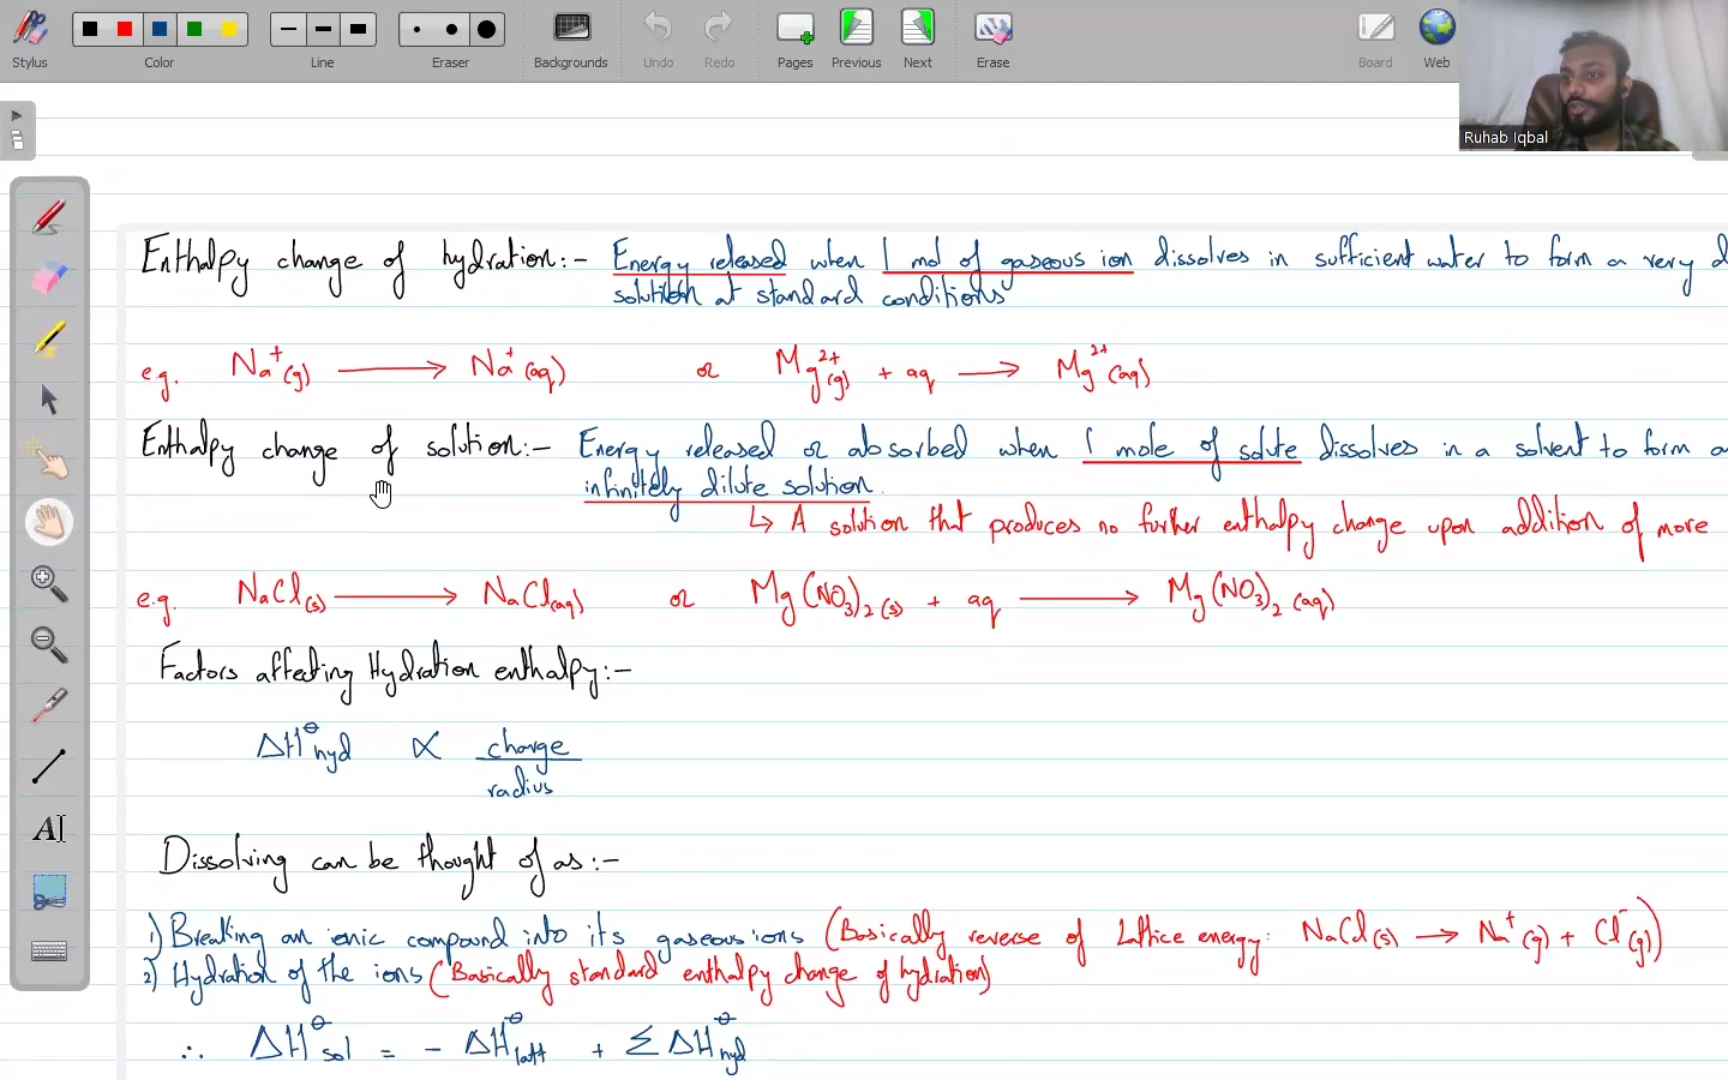 Stylus Color Line Eraser Backgrounds Undo Redo Pages Previous Next Erase Board Web
Ruhab Iqbal
Enthalpy change of hydration:- Energy released when 1 mol of gaseous ion dissolves in sufficient water to form a very d
solution at standard conditions
e.g. Na⁺(g) ⟶ Na⁺(aq) or Mg²⁺(g) + aq ⟶ Mg²⁺(aq)
Enthalpy change of solution:- Energy released or absorbed when 1 mole of solute dissolves in a solvent to form a
infinitely dilute solution.
↳ A solution that produces no further enthalpy change upon addition of more
e.g. NaCl(s) ⟶ NaCl(aq) or Mg(NO₃)₂(s) + aq ⟶ Mg(NO₃)₂(aq)
Factors affecting Hydration enthalpy:-
ΔH⦵hyd ∝ charge
radius
Dissolving can be thought of as:-
1) Breaking an ionic compound into its gaseous ions (Basically reverse of Lattice energy: NaCl(s) ⟶ Na⁺(g) + Cl⁻(g))
2) Hydration of the ions (Basically standard enthalpy change of hydration)
∴ ΔH⦵sol = - ΔH⦵latt + Σ ΔH⦵hyd